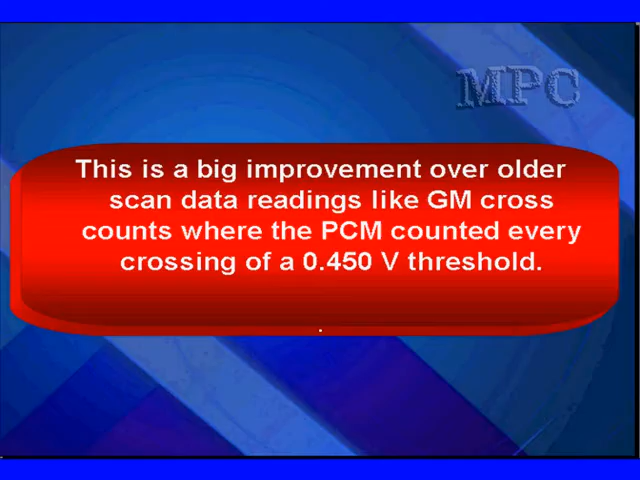 MPC
This is a big improvement over older
scan data readings like GM cross
counts where the PCM counted every
crossing of a 0.450 V threshold.
.